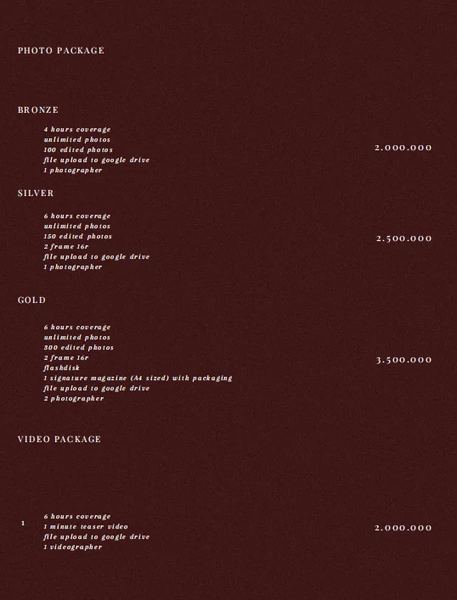 PHOTO PACKAGE
BRONZE
4 hours coverage
unlimited photos
100 edited photos
file upload to google drive
1 photographer
2.000.000
SILVER
6 hours coverage
unlimited photos
150 edited photos
2 frame 16r
file upload to google drive
1 photographer
2.500.000
GOLD
6 hours coverage
unlimited photos
300 edited photos
2 frame 16r
flashdisk
1 signature magazine (A4 sized) with packaging
file upload to google drive
2 photographer
3.500.000
VIDEO PACKAGE
1
6 hours coverage
1 minute teaser video
file upload to google drive
1 videographer
2.000.000